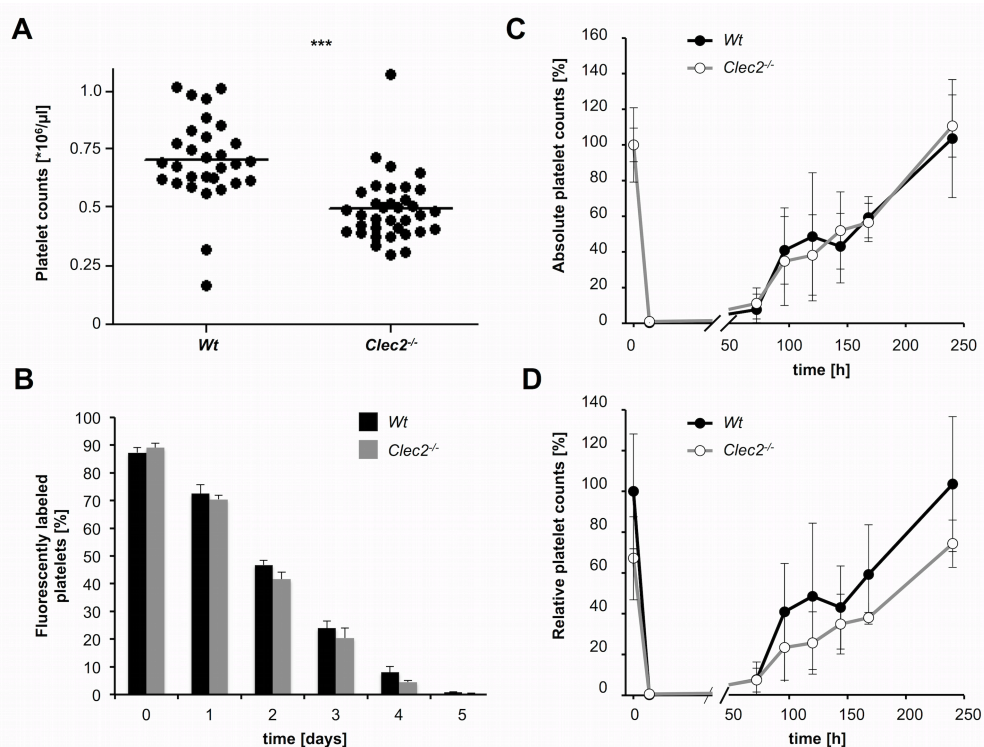 A
***
Platelet counts [*10⁶/µl]
1.0
0.75
0.5
0.25
0
Wt
Clec2-/-
B
Fluorescently labeled
platelets [%]
100
90
80
70
60
50
40
30
20
10
0
Wt
Clec2-/-
0 1 2 3 4 5
time [days]
C
Absolute platelet counts [%]
160
140
120
100
80
60
40
20
0
Wt
Clec2-/-
0 50 100 150 200 250
time [h]
D
Relative platelet counts [%]
140
120
100
80
60
40
20
0
Wt
Clec2-/-
0 50 100 150 200 250
time [h]